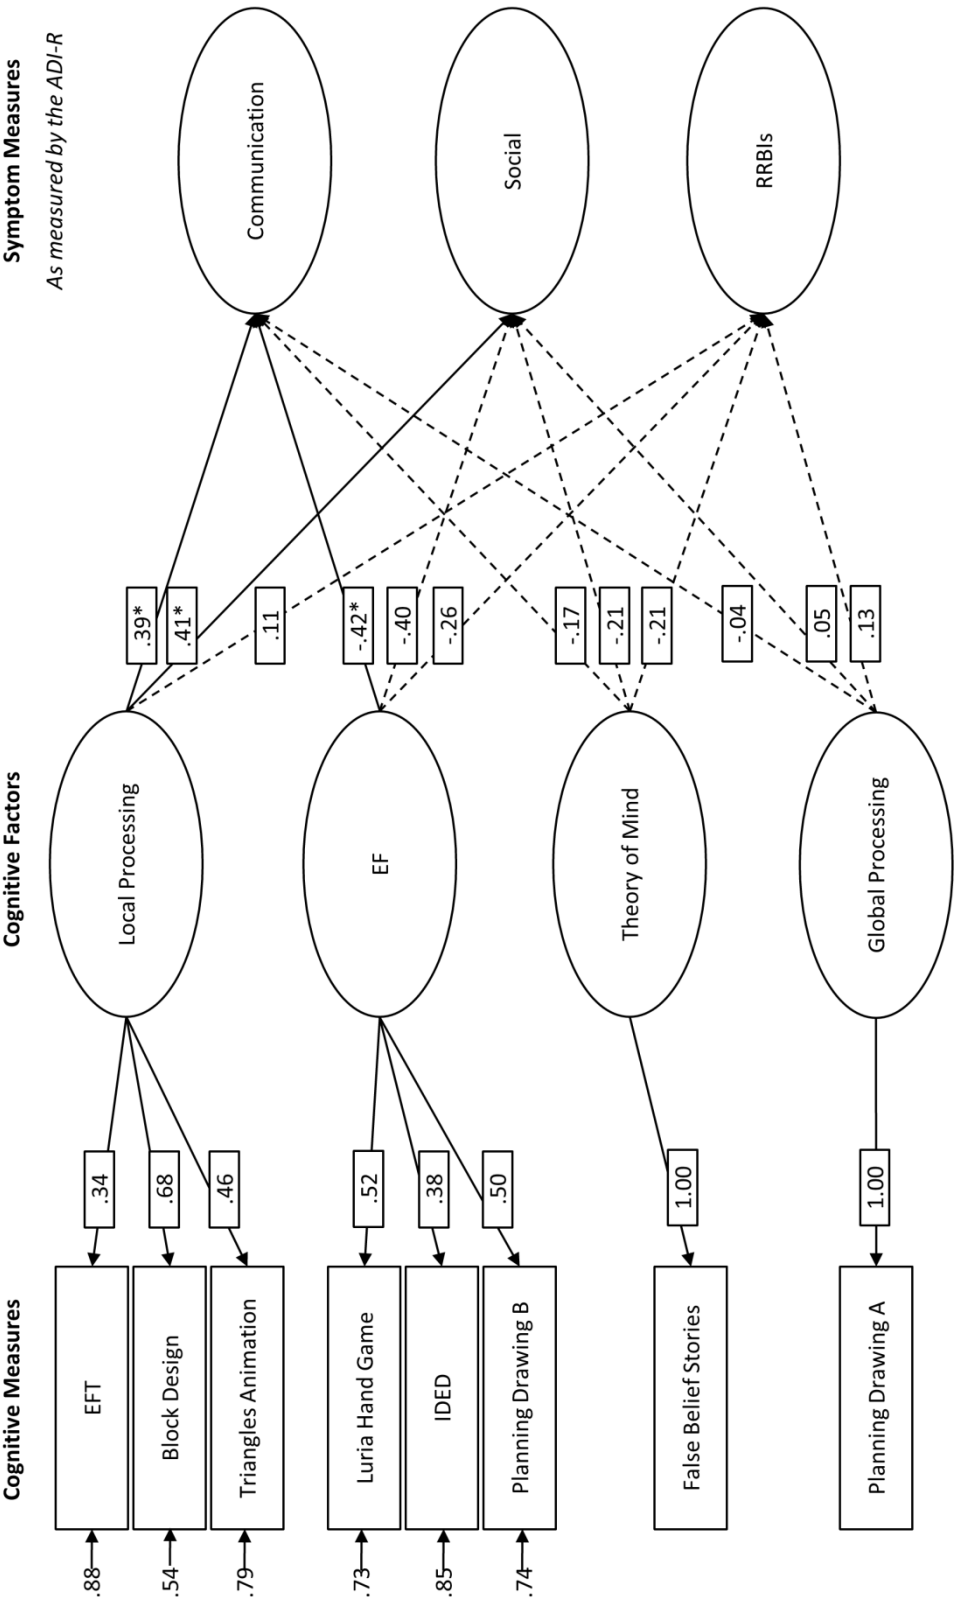 Cognitive Measures
Cognitive Factors
Symptom Measures
As measured by the ADI-R
.88
EFT
.34
.54
Block Design
.68
.79
Triangles Animation
.46
Local Processing
.39*
.41*
.11
Communication
.73
Luria Hand Game
.52
.85
IDED
.38
.74
Planning Drawing B
.50
EF
-.42*
-.40
-.26
Social
False Belief Stories
1.00
Theory of Mind
-.17
-.21
-.21
RRBIs
Planning Drawing A
1.00
Global Processing
-.04
.05
.13